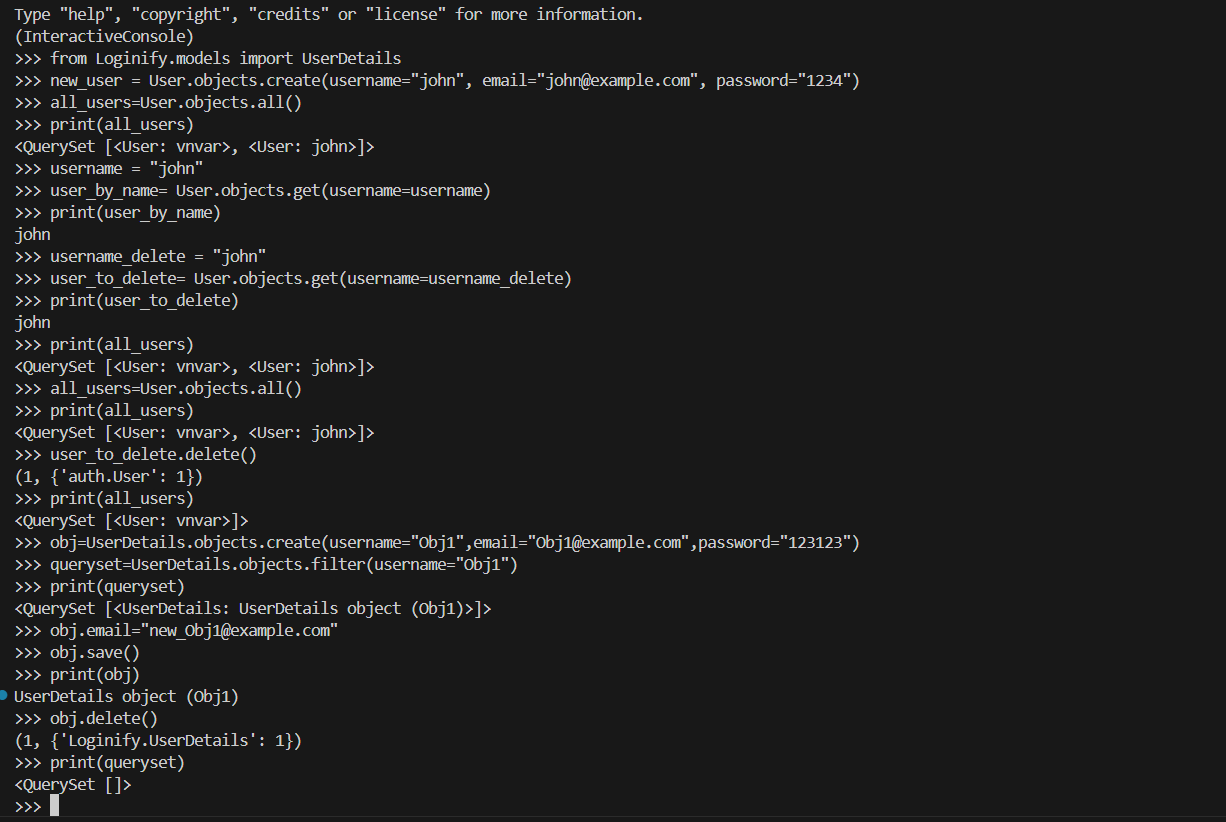 Type "help", "copyright", "credits" or "license" for more information.
(InteractiveConsole)
>>> from Loginify.models import UserDetails
>>> new_user = User.objects.create(username="john", email="john@example.com", password="1234")
>>> all_users=User.objects.all()
>>> print(all_users)
<QuerySet [<User: vnvar>, <User: john>]>
>>> username = "john"
>>> user_by_name= User.objects.get(username=username)
>>> print(user_by_name)
john
>>> username_delete = "john"
>>> user_to_delete= User.objects.get(username=username_delete)
>>> print(user_to_delete)
john
>>> print(all_users)
<QuerySet [<User: vnvar>, <User: john>]>
>>> all_users=User.objects.all()
>>> print(all_users)
<QuerySet [<User: vnvar>, <User: john>]>
>>> user_to_delete.delete()
(1, {'auth.User': 1})
>>> print(all_users)
<QuerySet [<User: vnvar>]>
>>> obj=UserDetails.objects.create(username="Obj1",email="Obj1@example.com",password="123123")
>>> queryset=UserDetails.objects.filter(username="Obj1")
>>> print(queryset)
<QuerySet [<UserDetails: UserDetails object (Obj1)>]>
>>> obj.email="new_Obj1@example.com"
>>> obj.save()
>>> print(obj)
UserDetails object (Obj1)
>>> obj.delete()
(1, {'Loginify.UserDetails': 1})
>>> print(queryset)
<QuerySet []>
>>>